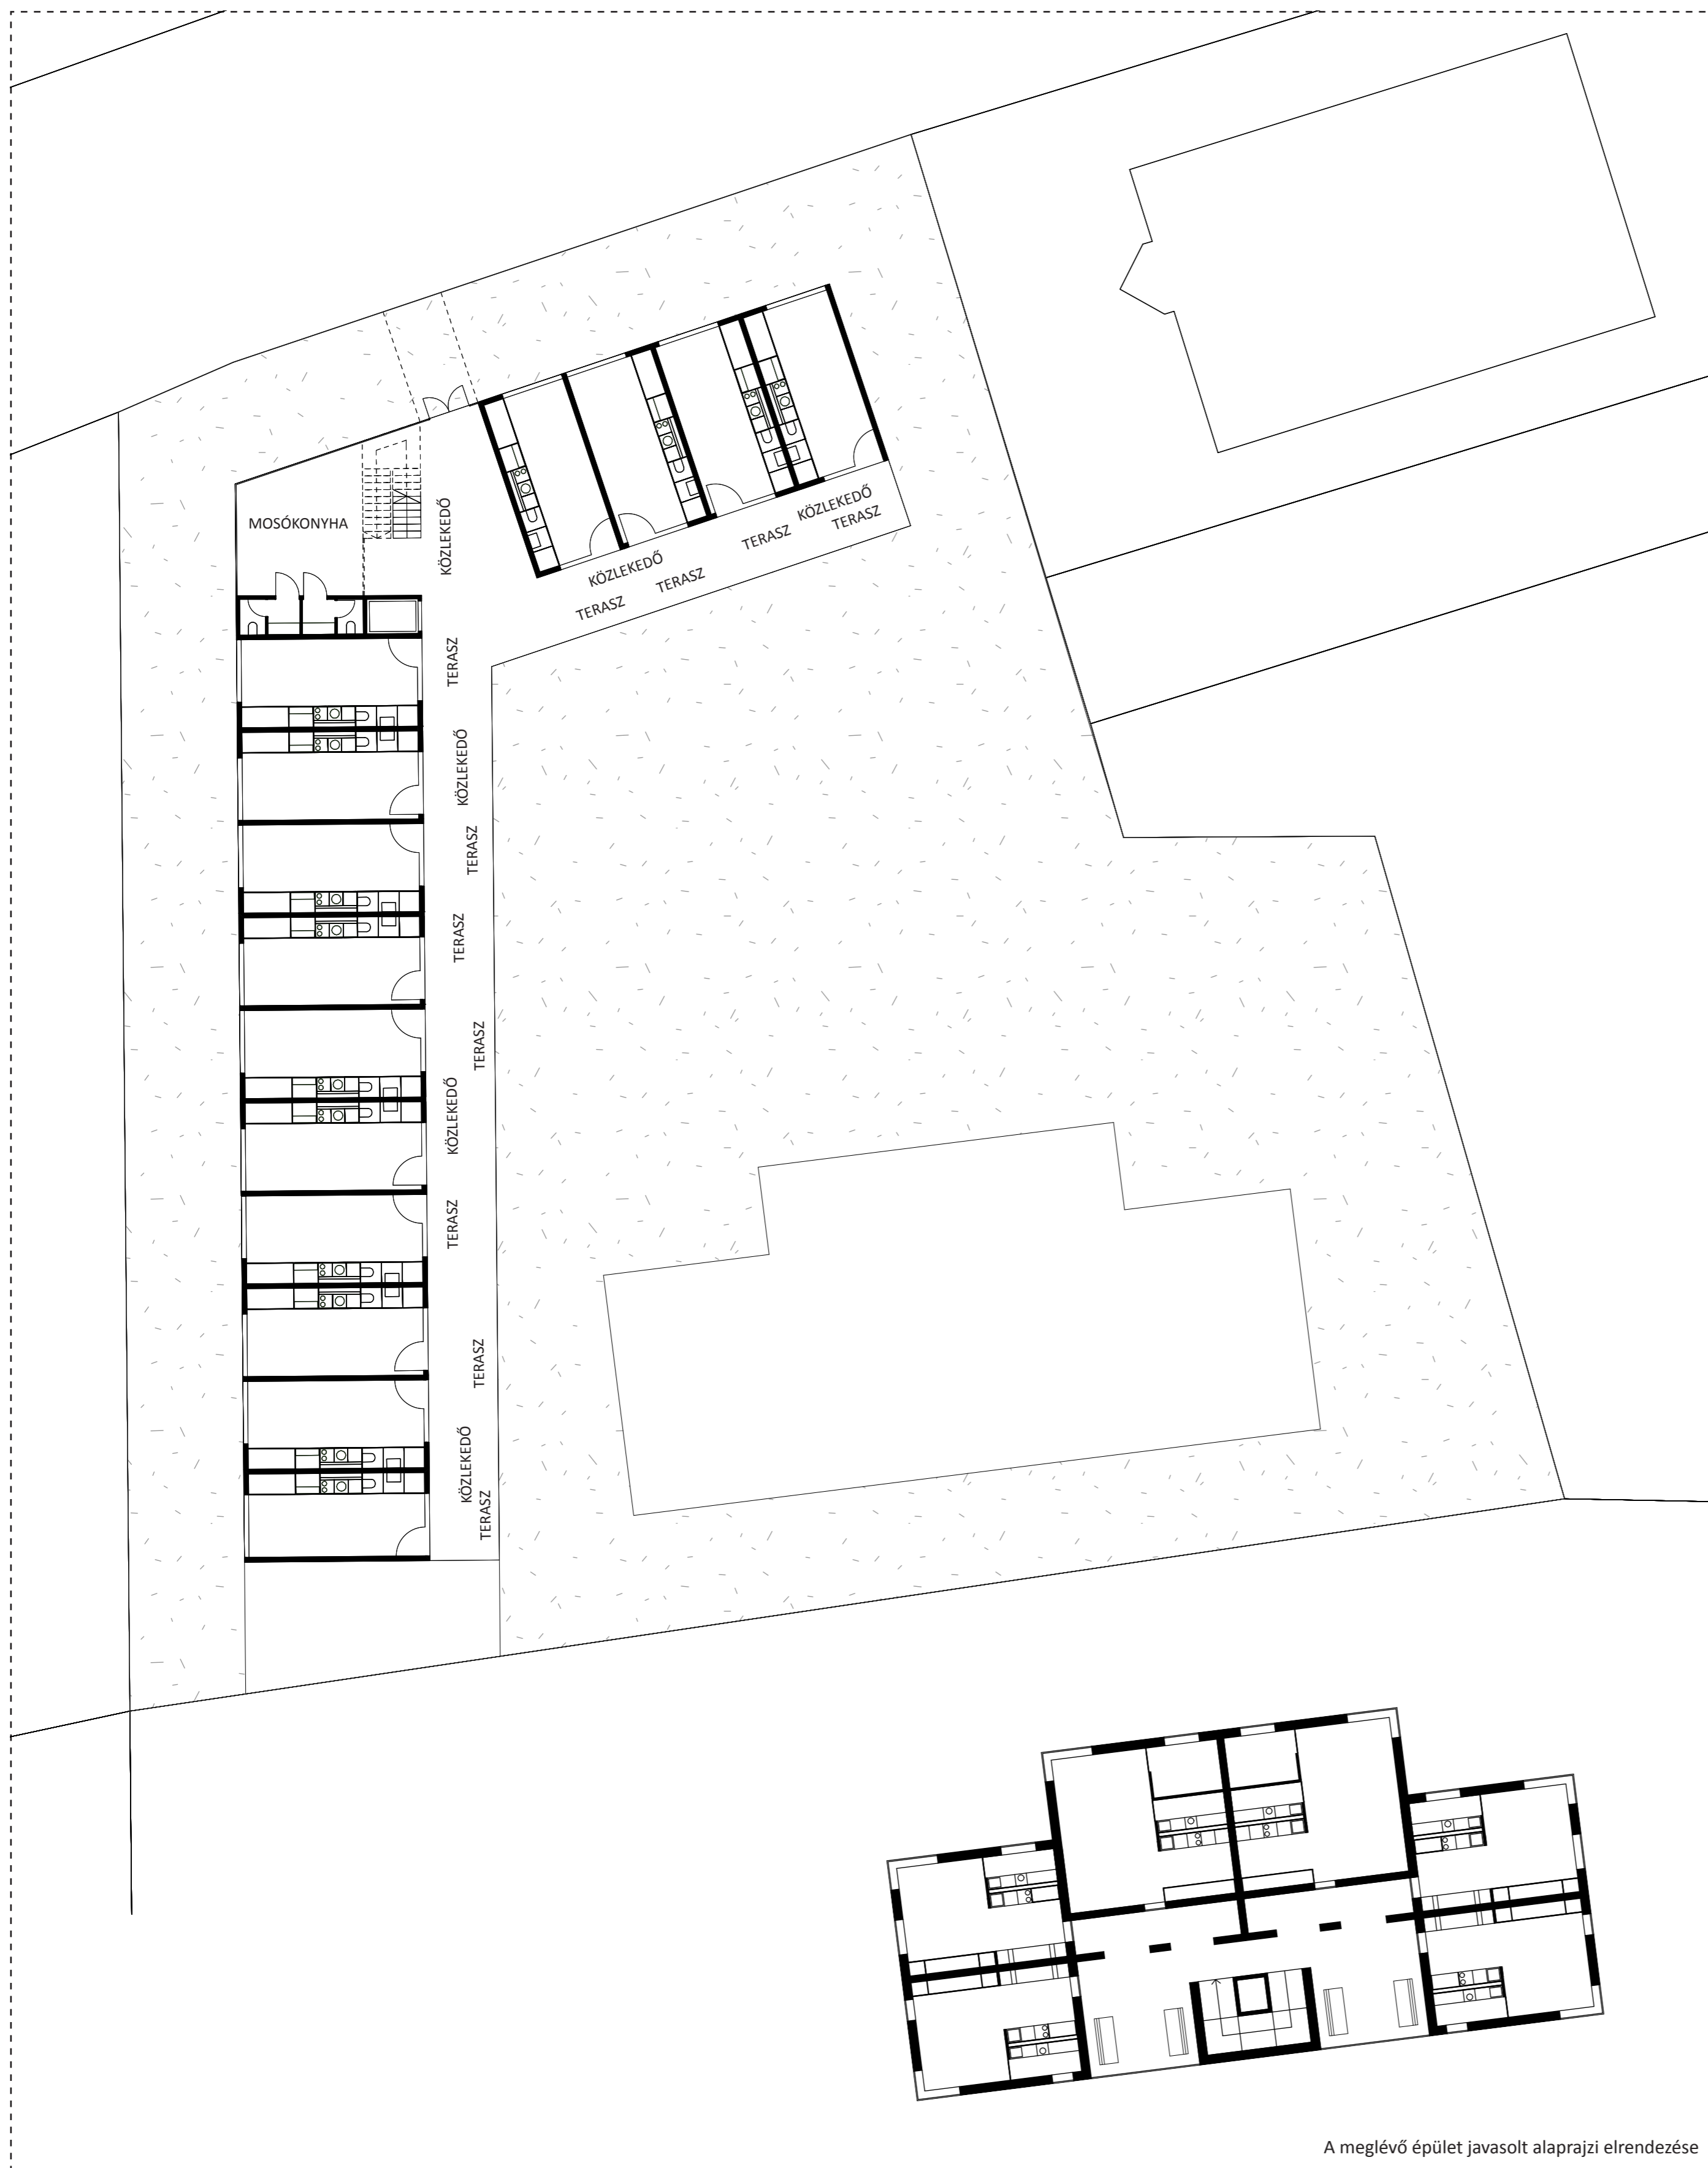 MOSÓKONYHA
KÖZLEKEDŐ
KÖZLEKEDŐ
TERASZ
TERASZ
KÖZLEKEDŐ
TERASZ
TERASZ
TERASZ
KÖZLEKEDŐ
TERASZ
TERASZ
TERASZ
KÖZLEKEDŐ
TERASZ
TERASZ
KÖZLEKEDŐ
TERASZ
A meglévő épület javasolt alaprajzi elrendezése